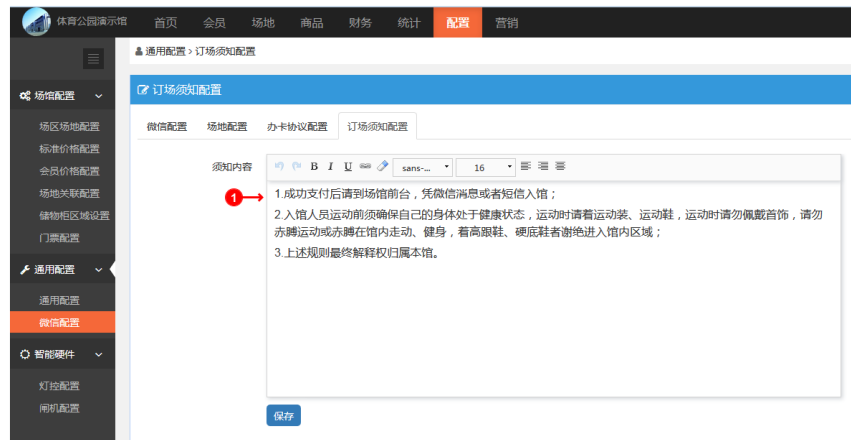 体育公园演示馆 首页 会员 场地 商品 财务 统计 配置 营销
通用配置 > 订场须知配置
场馆配置
场区场地配置
标准价格配置
会员价格配置
场地关联配置
储物柜区域设置
门票配置
通用配置
通用配置
微信配置
智能硬件
灯控配置
闸机配置
订场须知配置
微信配置 场地配置 办卡协议配置 订场须知配置
须知内容
B I U sans-... 16
1
1.成功支付后请到场馆前台，凭微信消息或者短信入馆；
2.入馆人员运动前须确保自己的身体处于健康状态，运动时请着运动装、运动鞋，运动时请勿佩戴首饰，请勿
赤膊运动或赤膊在馆内走动、健身，着高跟鞋、硬底鞋者谢绝进入馆内区域；
3.上述规则最终解释权归属本馆。
保存